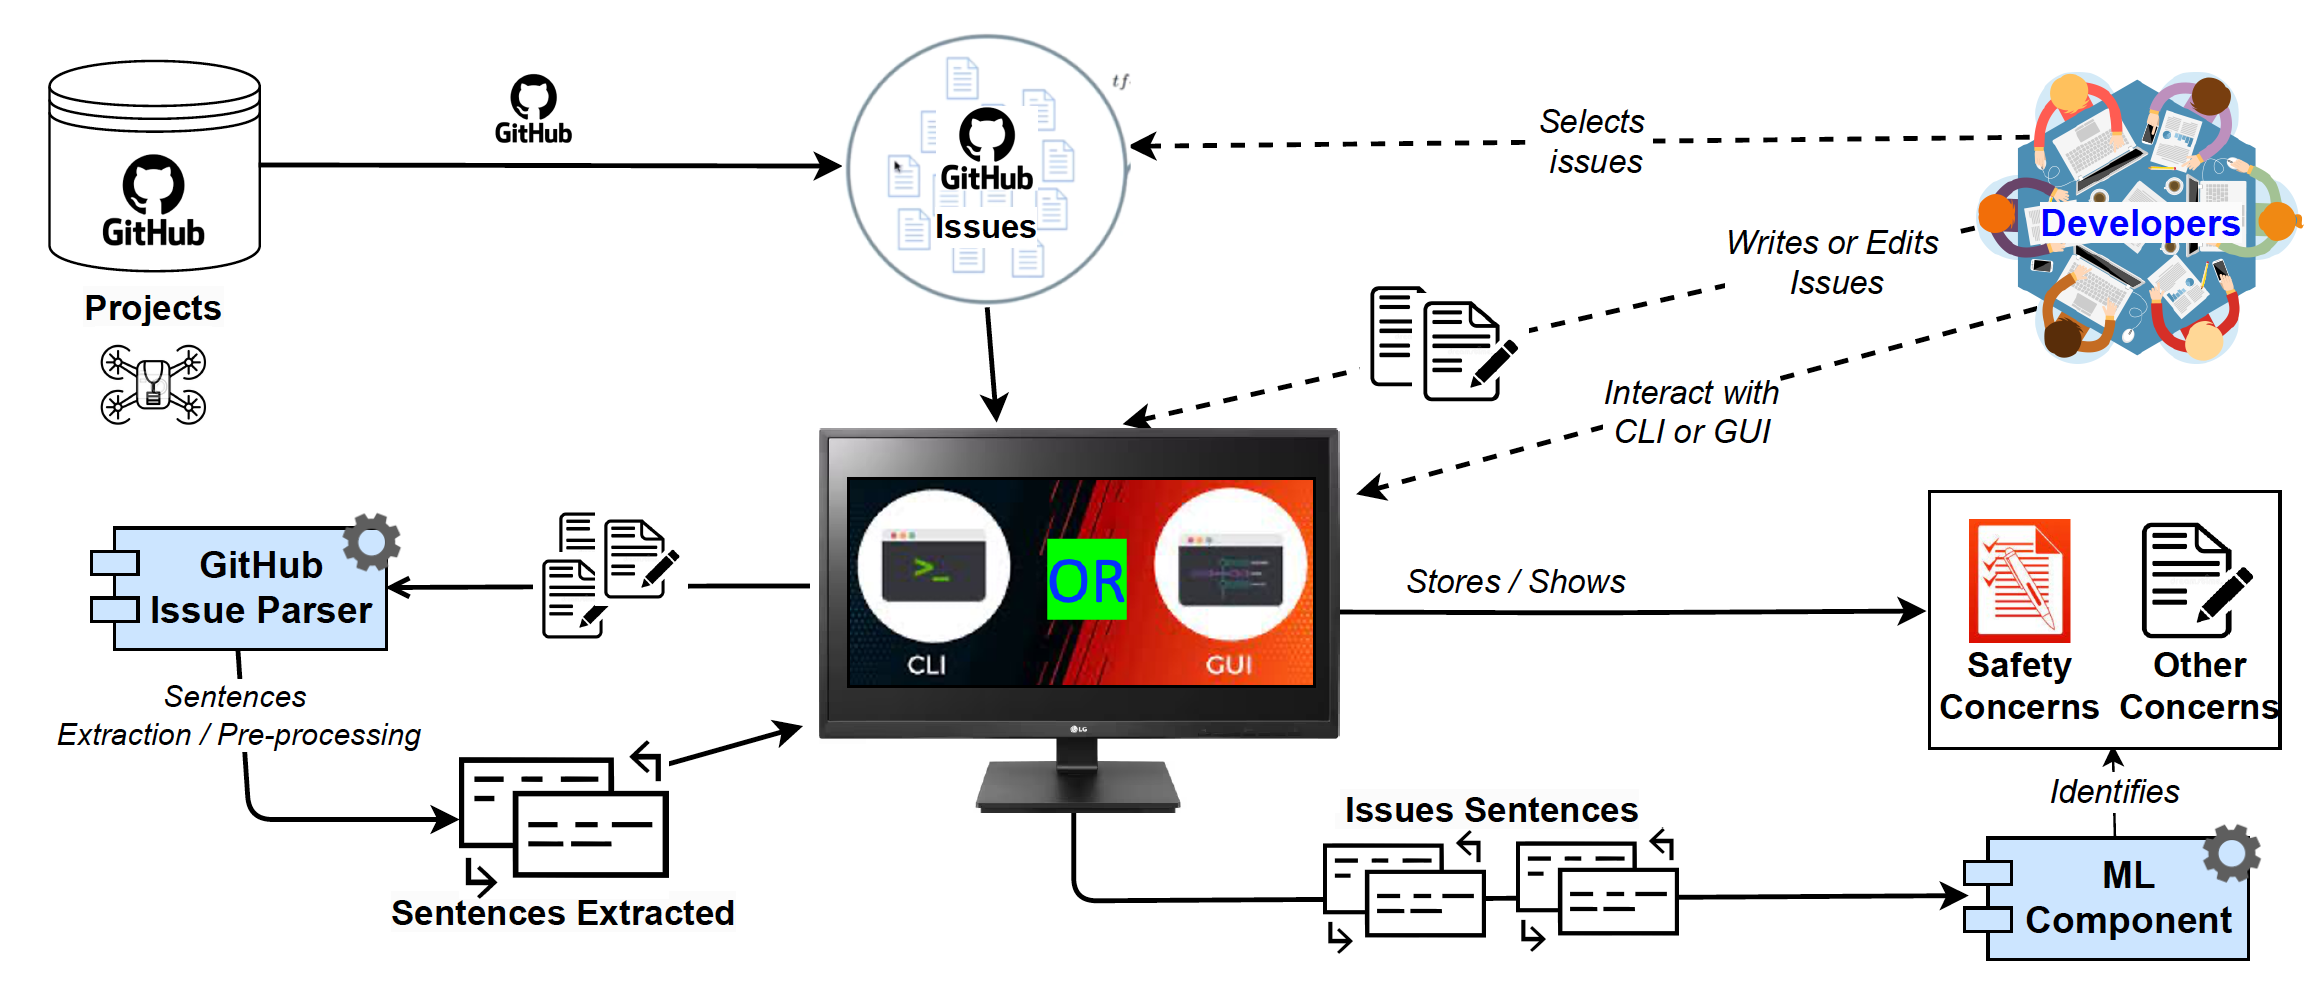 GitHub
Projects
GitHub
tf
GitHub
Issues
Selects
issues
Developers
Writes or Edits
Issues
Interact with
CLI or GUI
GitHub
Issue Parser
Sentences
Extraction / Pre-processing
Sentences Extracted
>_
CLI
OR
GUI
LG
Stores / Shows
Safety
Concerns
Other
Concerns
Identifies
Issues Sentences
ML
Component